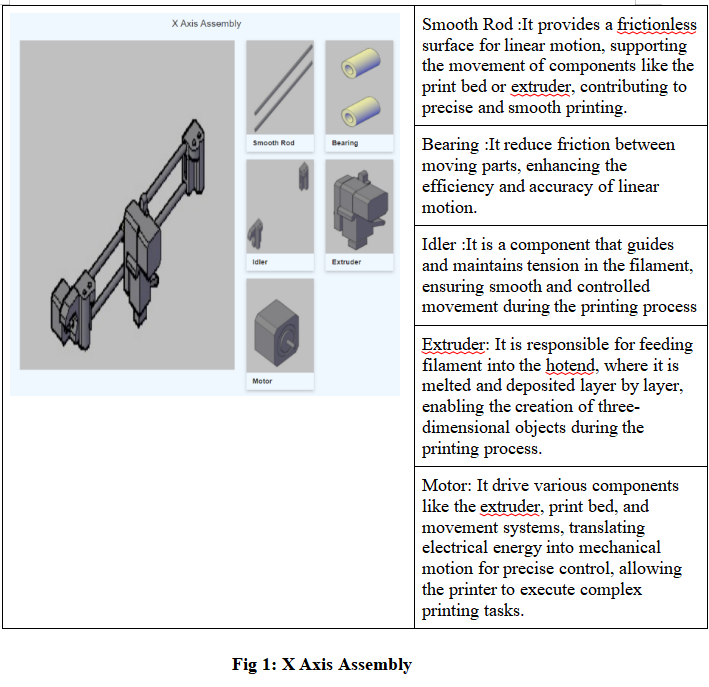 X Axis Assembly
Smooth Rod
Bearing
Idler
Extruder
Motor
Smooth Rod :It provides a frictionless
surface for linear motion, supporting
the movement of components like the
print bed or extruder, contributing to
precise and smooth printing.
Bearing :It reduce friction between
moving parts, enhancing the
efficiency and accuracy of linear
motion.
Idler :It is a component that guides
and maintains tension in the filament,
ensuring smooth and controlled
movement during the printing process
Extruder: It is responsible for feeding
filament into the hotend, where it is
melted and deposited layer by layer,
enabling the creation of three-
dimensional objects during the
printing process.
Motor: It drive various components
like the extruder, print bed, and
movement systems, translating
electrical energy into mechanical
motion for precise control, allowing
the printer to execute complex
printing tasks.
Fig 1: X Axis Assembly